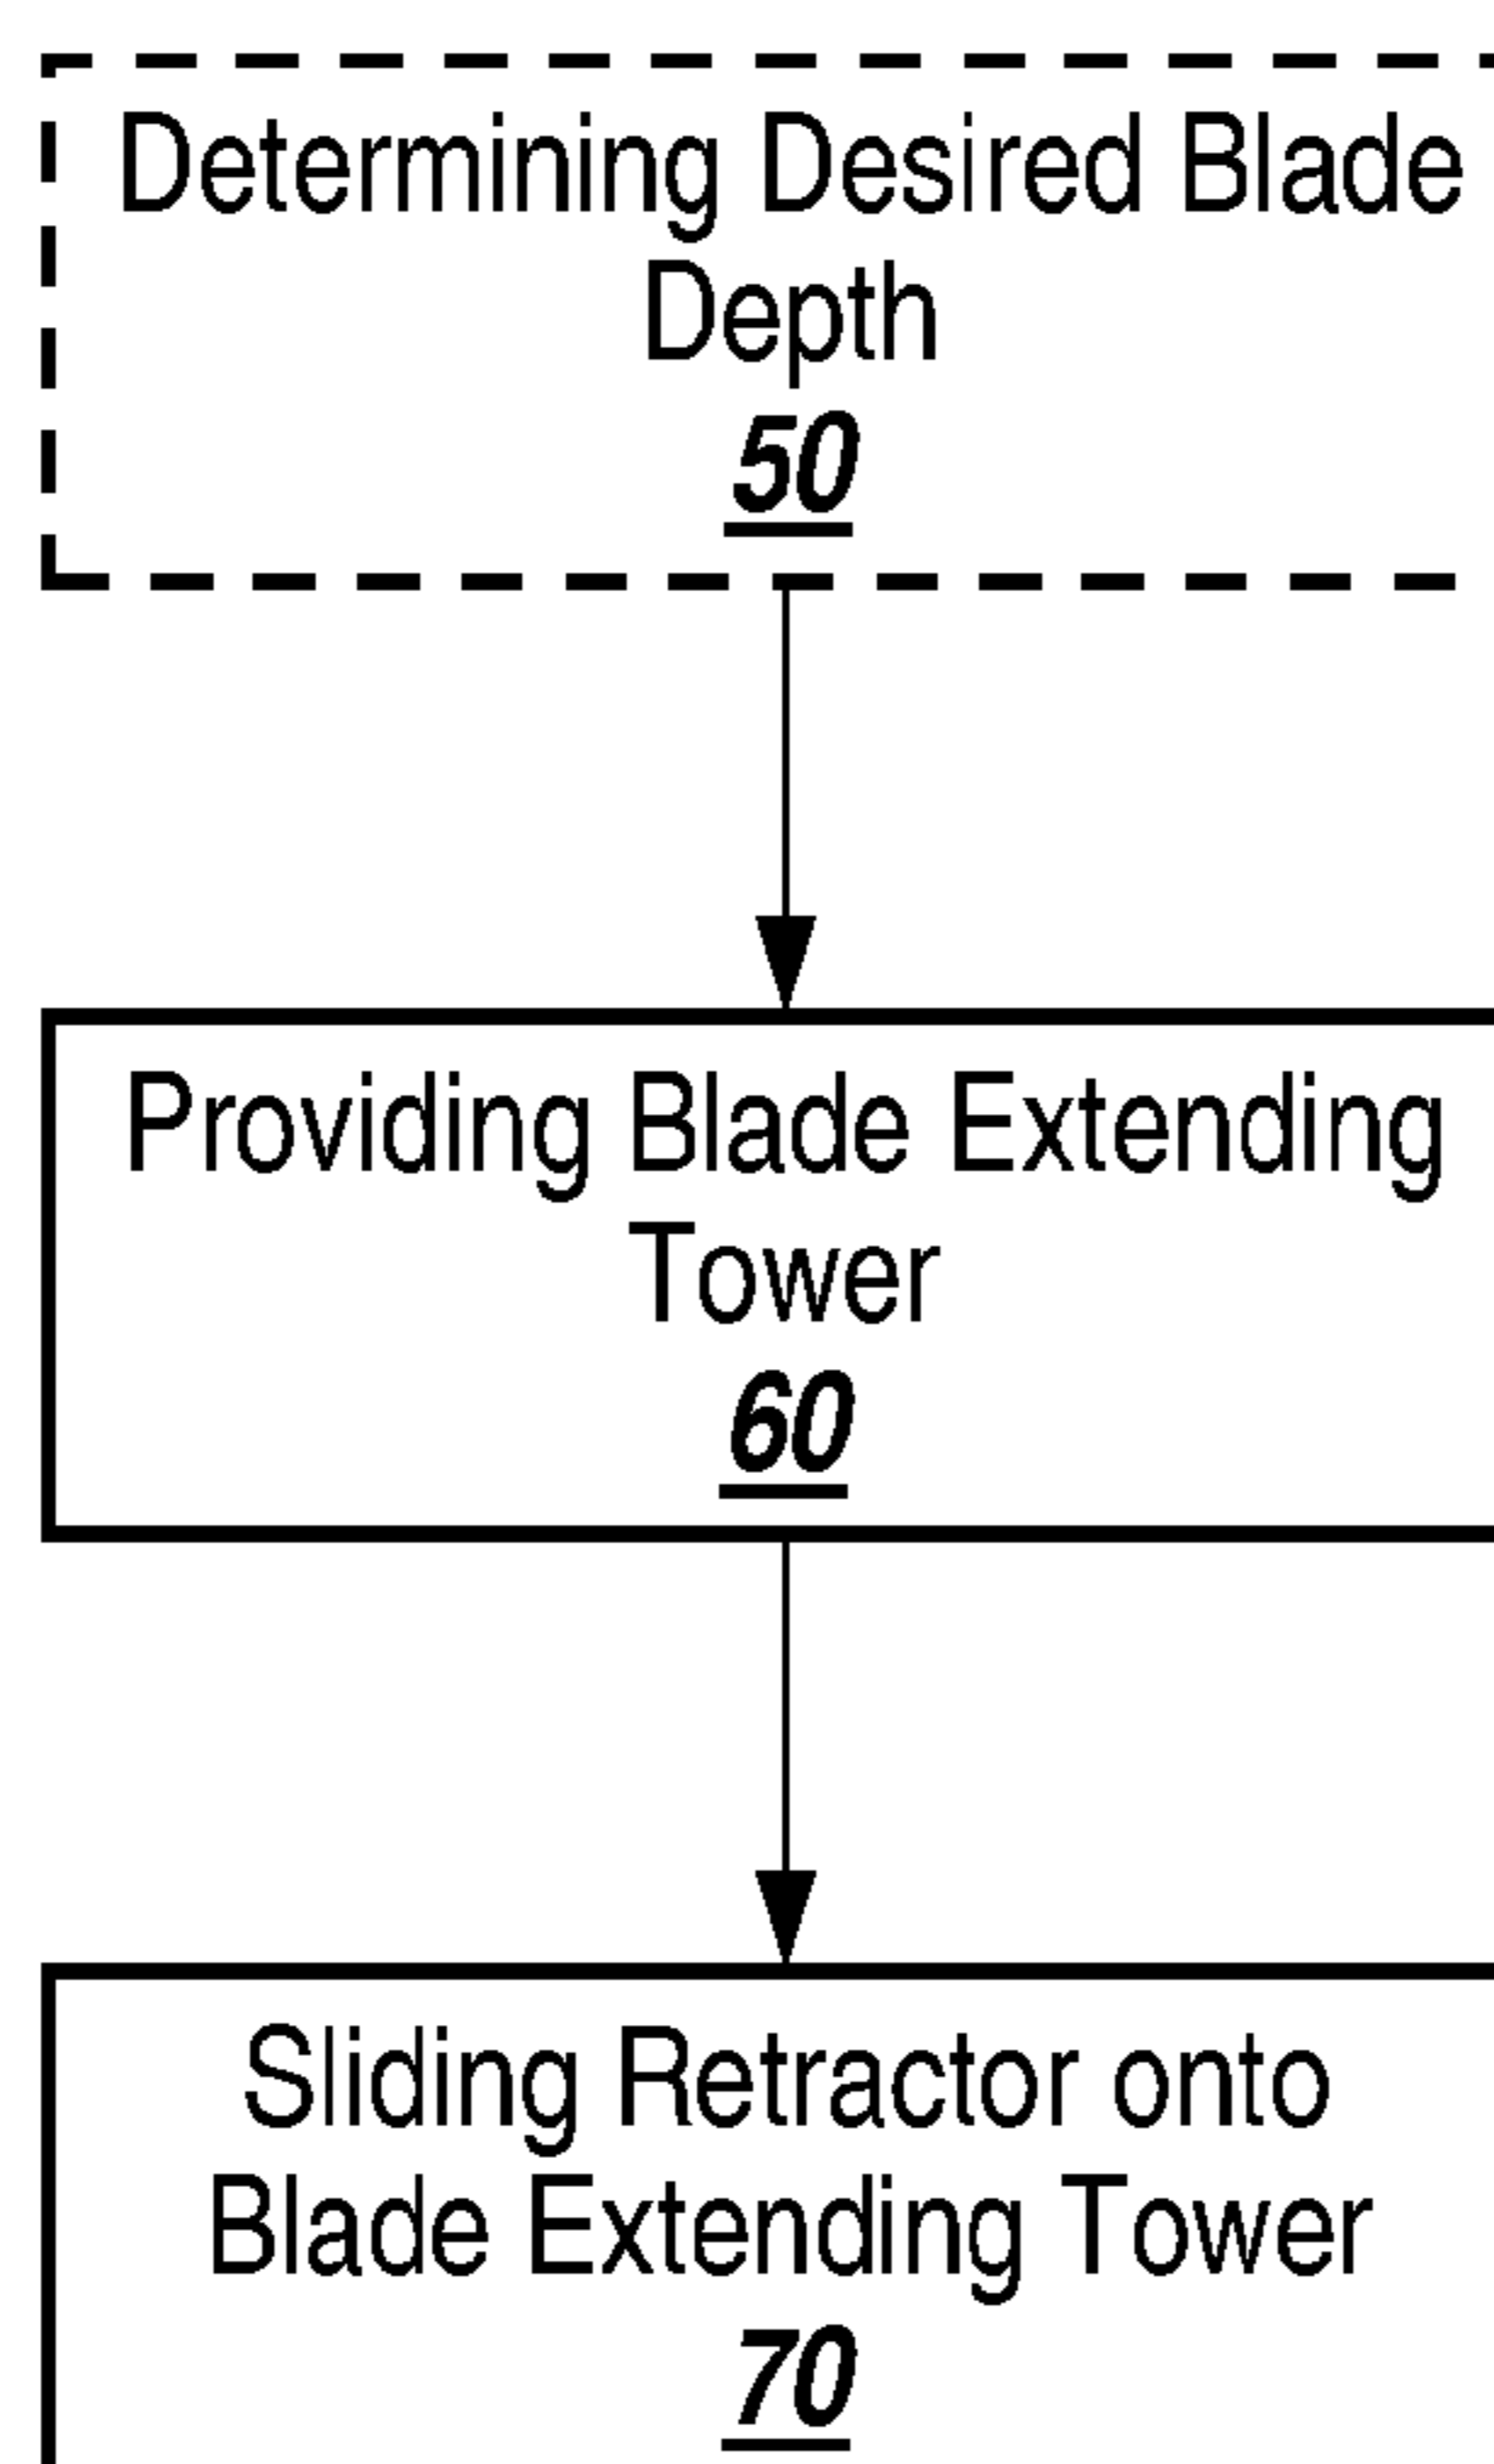 Determining Desired Blade
Depth
50
Providing Blade Extending
Tower
60
Sliding Retractor onto
Blade Extending Tower
70